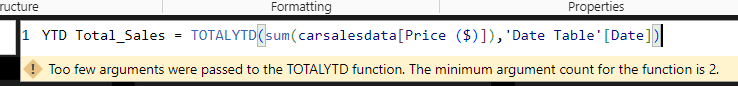 ructure Formatting Properties
1 YTD Total_Sales = TOTALYTD(sum(carsalesdata[Price ($)]),'Date Table'[Date])
Too few arguments were passed to the TOTALYTD function. The minimum argument count for the function is 2.